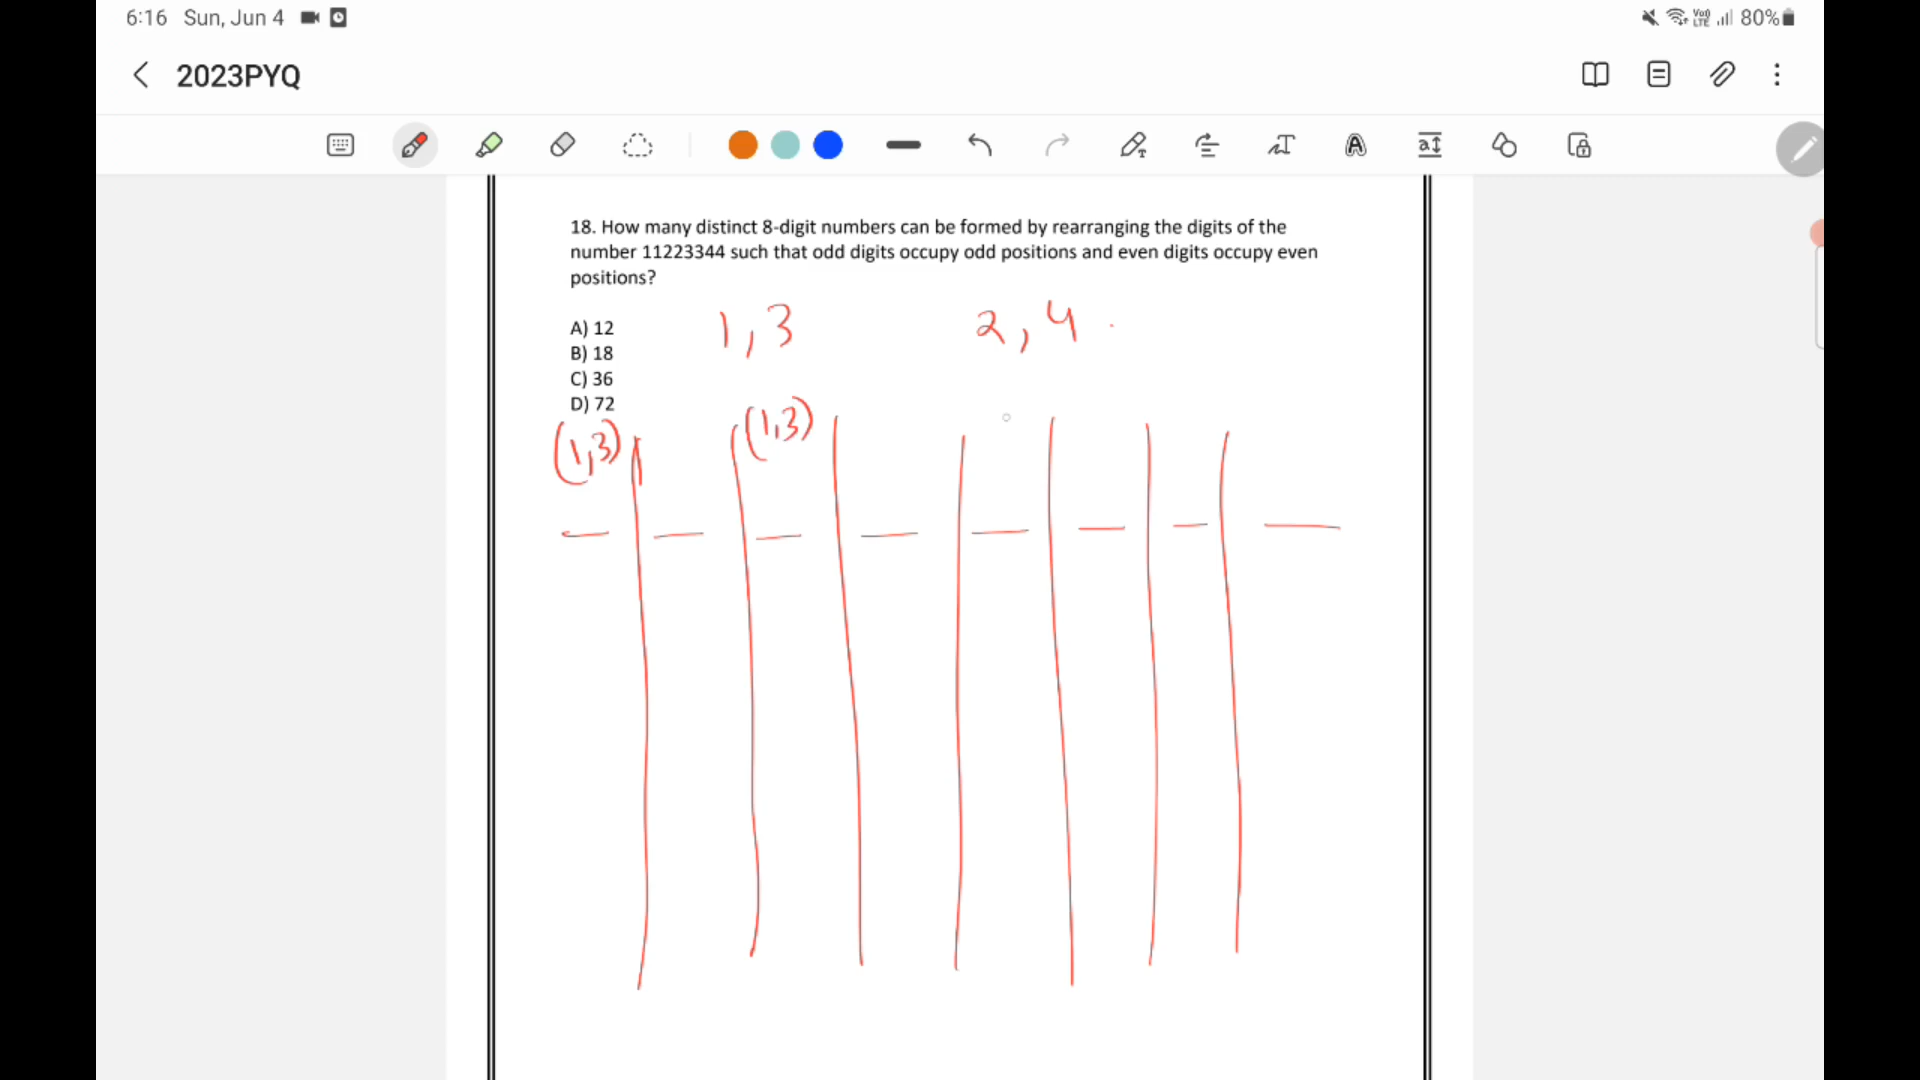 6:16 Sun, Jun 4
Vo) LTE 80%
2023PYQ
T T A a
18. How many distinct 8-digit numbers can be formed by rearranging the digits of the
number 11223344 such that odd digits occupy odd positions and even digits occupy even
positions?
1, 3 2, 4 .
A) 12
B) 18
C) 36
D) 72
(1,3) (1,3)